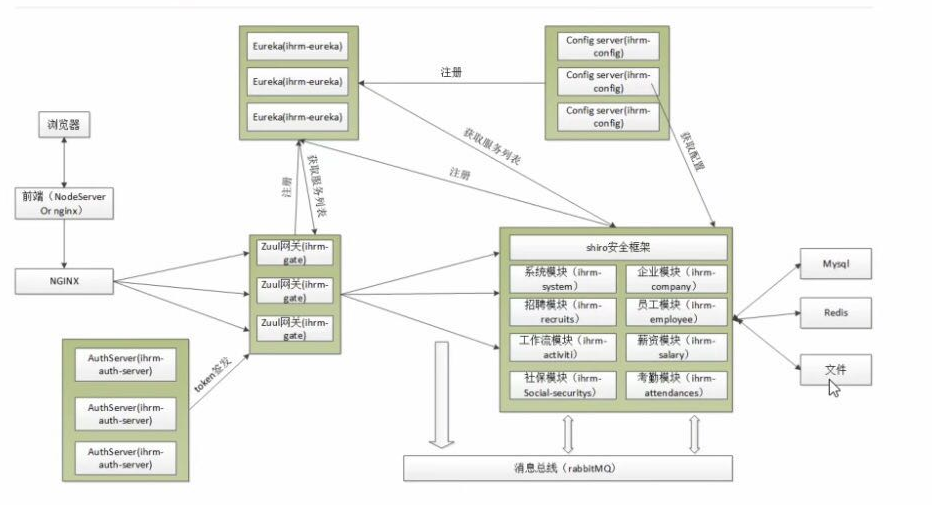 Eureka(ihrm-eureka)
Eureka(ihrm-eureka)
Eureka(ihrm-eureka)
Config server(ihrm-
config)
Config server(ihrm-
config)
Config server(ihrm-
config)
注册
浏览器
获取服务列表
获取配置
注册
注册
获取服务列表
前端（NodeServer
Or nginx）
NGINX
Zuul网关(ihrm-
gate)
Zuul网关(ihrm-
gate)
Zuul网关(ihrm-
gate)
shiro安全框架
系统模块（ihrm-
system）
企业模块（ihrm-
company）
招聘模块（ihrm-
recruits）
员工模块（ihrm-
employee）
工作流模块（ihrm-
activiti）
薪资模块（ihrm-
salary）
社保模块（ihrm-
Social-securitys）
考勤模块（ihrm-
attendances）
Mysql
Redis
文件
AuthServer(ihrm-
auth-server)
AuthServer(ihrm-
auth-server)
AuthServer(ihrm-
auth-server)
token签发
消息总线（rabbitMQ）